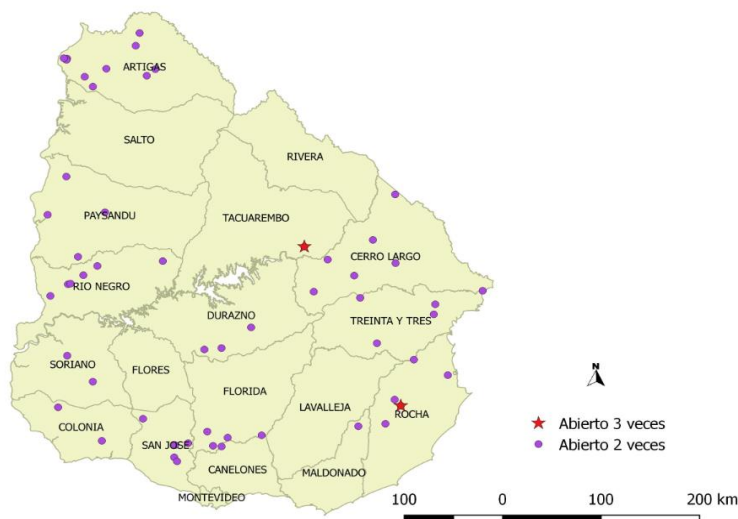 ARTIGAS
SALTO
RIVERA
PAYSANDU
TACUAREMBO
CERRO LARGO
RIO NEGRO
DURAZNO
TREINTA Y TRES
SORIANO
FLORES
FLORIDA
LAVALLEJA
ROCHA
COLONIA
SAN JOSE
CANELONES
MALDONADO
MONTEVIDEO
N
Abierto 3 veces
Abierto 2 veces
100 0 100 200 km